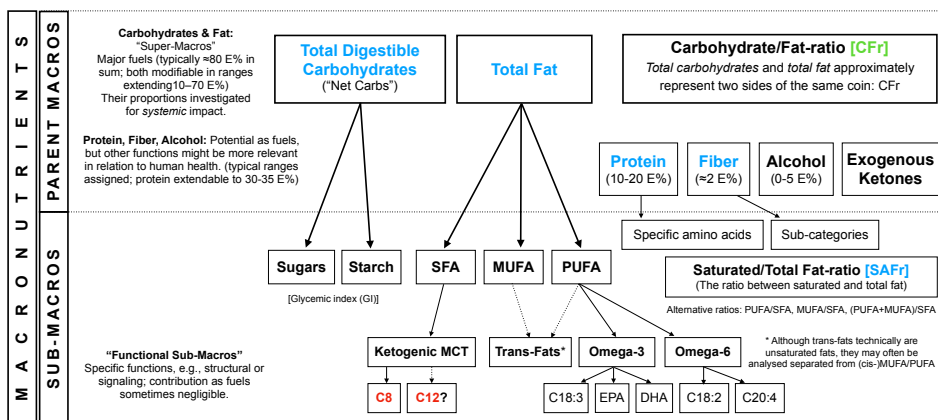 MACRONUTRIENTS
PARENT MACROS
SUB-MACROS
Carbohydrates & Fat:
“Super-Macros”
Major fuels (typically ≈80 E% in
sum; both modifiable in ranges
extending10–70 E%)
Their proportions investigated
for systemic impact.
Protein, Fiber, Alcohol: Potential as fuels,
but other functions might be more relevant
in relation to human health. (typical ranges
assigned; protein extendable to 30-35 E%)
Total Digestible
Carbohydrates
(“Net Carbs”)
Total Fat
Carbohydrate/Fat-ratio [CFr]
Total carbohydrates and total fat approximately
represent two sides of the same coin: CFr
Protein
(10-20 E%)
Fiber
(≈2 E%)
Alcohol
(0-5 E%)
Exogenous
Ketones
Specific amino acids
Sub-categories
Sugars
Starch
SFA
MUFA
PUFA
[Glycemic index (GI)]
Saturated/Total Fat-ratio [SAFr]
(The ratio between saturated and total fat)
Alternative ratios: PUFA/SFA, MUFA/SFA, (PUFA+MUFA)/SFA
“Functional Sub-Macros”
Specific functions, e.g., structural or
signaling; contribution as fuels
sometimes negligible.
Ketogenic MCT
Trans-Fats*
Omega-3
Omega-6
* Although trans-fats technically are
unsaturated fats, they may often be
analysed separated from (cis-)MUFA/PUFA
C8
C12?
C18:3
EPA
DHA
C18:2
C20:4